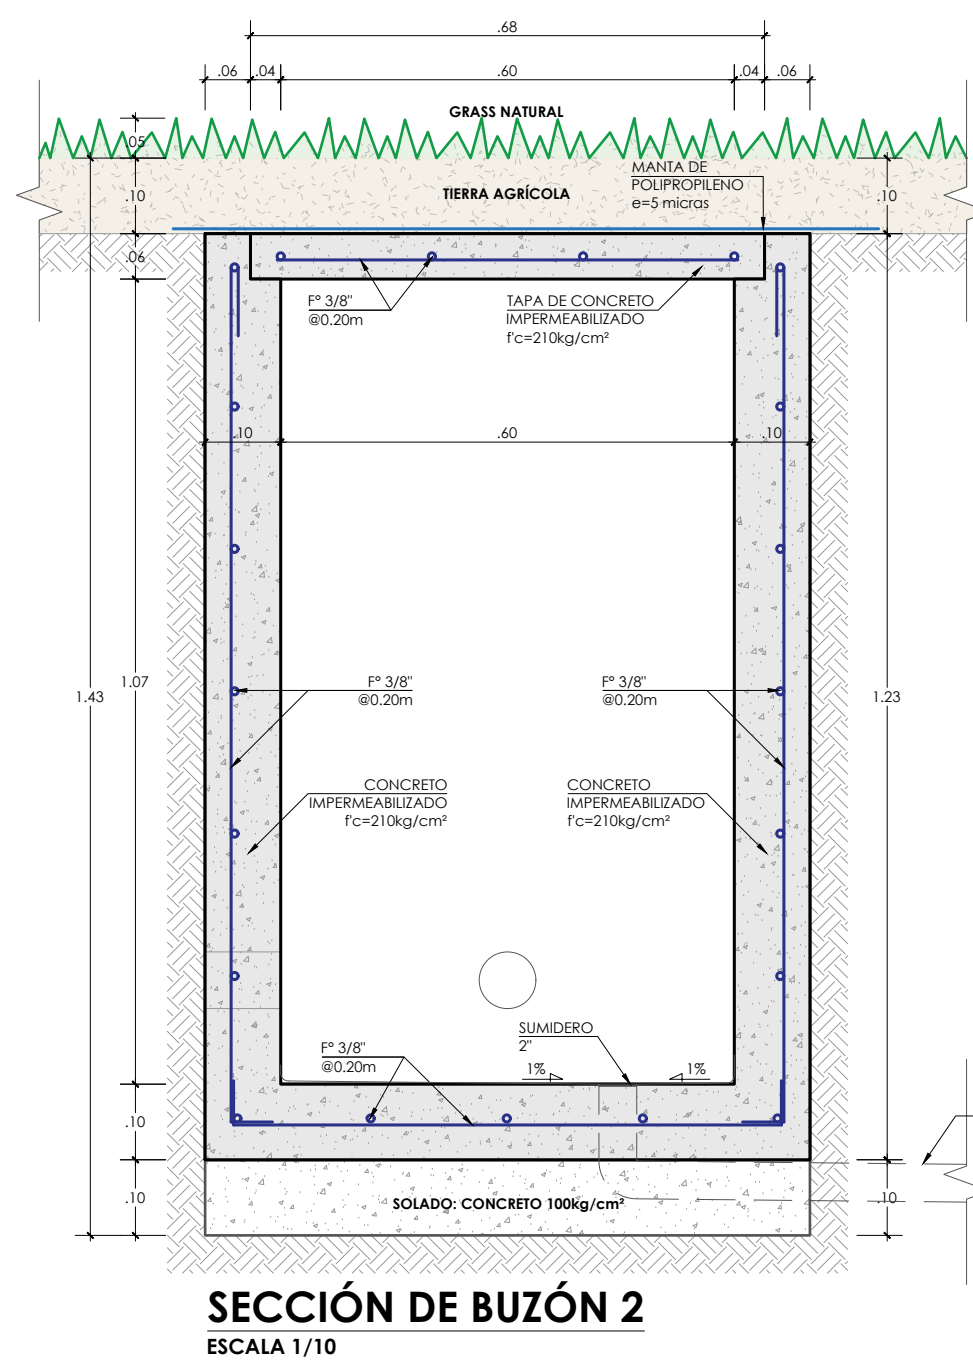 .68
.06
.04
.60
.04
.06
GRASS NATURAL
.05
MANTA DE
POLIPROPILENO
e=5 micras
TIERRA AGRÍCOLA
.10
.10
.06
F° 3/8"
@0.20m
TAPA DE CONCRETO
IMPERMEABILIZADO
f'c=210kg/cm²
.10
.60
.10
1.43
1.07
F° 3/8"
@0.20m
F° 3/8"
@0.20m
1.23
CONCRETO
IMPERMEABILIZADO
f'c=210kg/cm²
CONCRETO
IMPERMEABILIZADO
f'c=210kg/cm²
SUMIDERO
2"
F° 3/8"
@0.20m
1%
1%
.10
.10
SOLADO: CONCRETO 100kg/cm²
.10
SECCIÓN DE BUZÓN 2
ESCALA 1/10